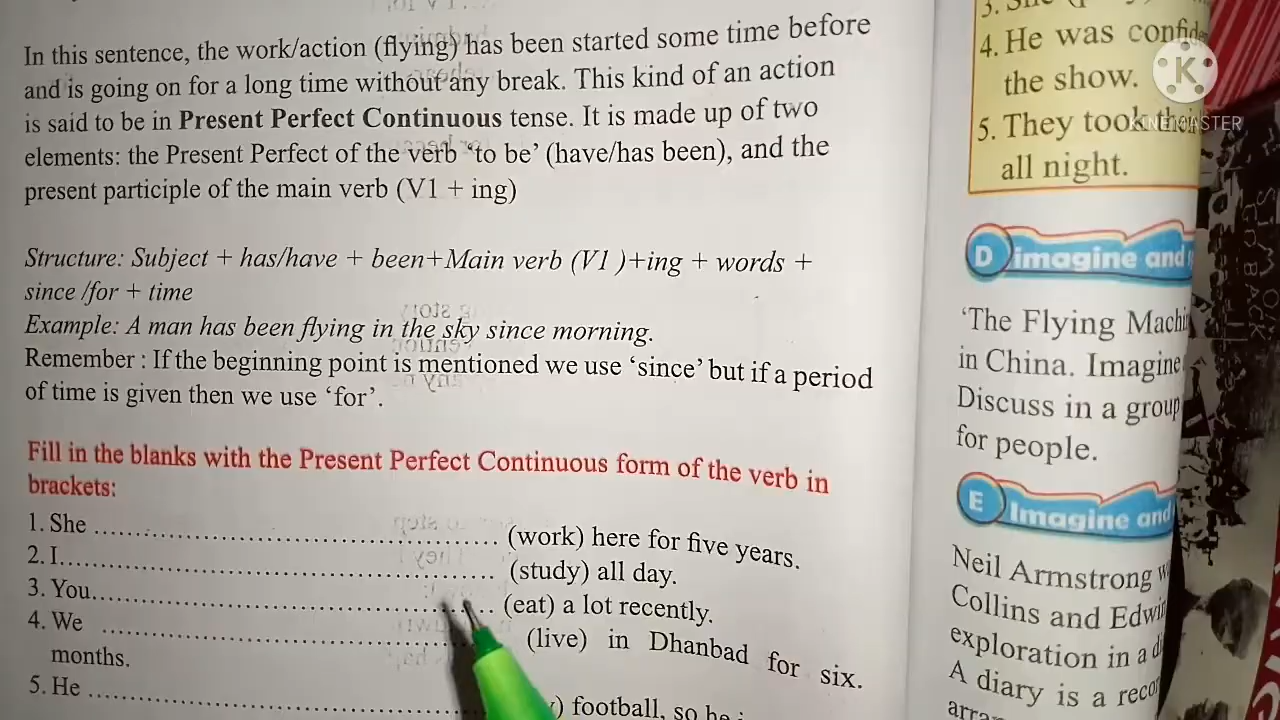 In this sentence, the work/action (flying) has been started some time before
and is going on for a long time without any break. This kind of an action
is said to be in Present Perfect Continuous tense. It is made up of two
elements: the Present Perfect of the verb ‘to be’ (have/has been), and the
present participle of the main verb (V1 + ing)
Structure: Subject + has/have + been+Main verb (V1 )+ing + words +
since /for + time
Example: A man has been flying in the sky since morning.
Remember : If the beginning point is mentioned we use ‘since’ but if a period
of time is given then we use ‘for’.
Fill in the blanks with the Present Perfect Continuous form of the verb in
brackets:
1. She ........................................ (work) here for five years.
2. I............................................ (study) all day.
3. You........................................ (eat) a lot recently.
4. We ........................................ (live) in Dhanbad for six.
months.
5. He ........................................ football, so he
3.
4. He was
the show.
5. They took
all night.
D imagine and
‘The Flying
in China. Imagine
Discuss in a group
for people.
E Imagine and
Neil Armstrong
Collins and
exploration in a
A diary is a
K
KINEMASTER